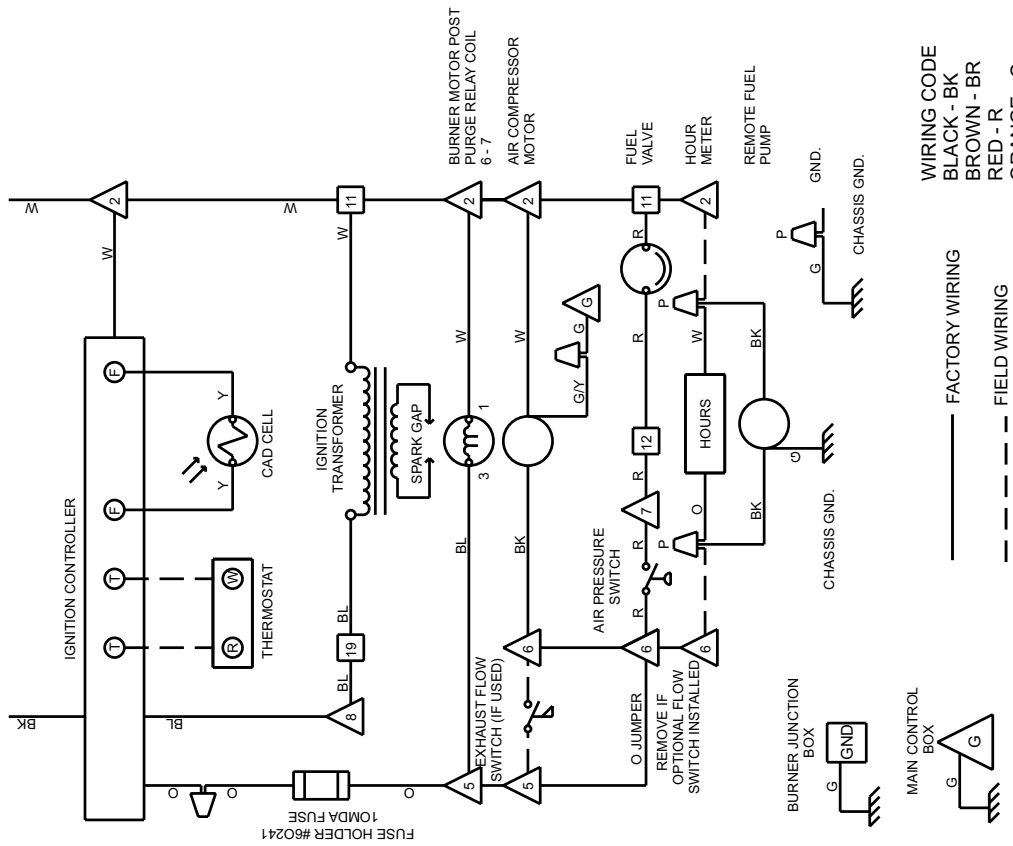 BK
W
IGNITION CONTROLLER
T
T
F
F
W
2
O
O
BL
R
W
THERMOSTAT
Y
Y
CAD CELL
W
FUSE HOLDER #60241
10MDA FUSE
O
8
BL
19
BL
IGNITION
TRANSFORMER
W
11
SPARK GAP
5
BL
3
1
W
2
BURNER MOTOR POST
PURGE RELAY COIL
6 - 7
EXHAUST FLOW
SWITCH (IF USED)
5
6
BK
W
2
AIR COMPRESSOR
MOTOR
G/Y
G
G
O JUMPER
REMOVE IF
OPTIONAL FLOW
SWITCH INSTALLED
6
R
AIR PRESSURE
SWITCH
R
7
R
12
R
R
11
FUEL
VALVE
6
P
O
HOURS
W
P
2
HOUR
METER
BK
BK
G
CHASSIS GND.
REMOTE FUEL
PUMP
P
G
GND.
CHASSIS GND.
BURNER JUNCTION
BOX
G
GND
MAIN CONTROL
BOX
G
G
FACTORY WIRING
FIELD WIRING
WIRING CODE
BLACK - BK
BROWN - BR
RED - R